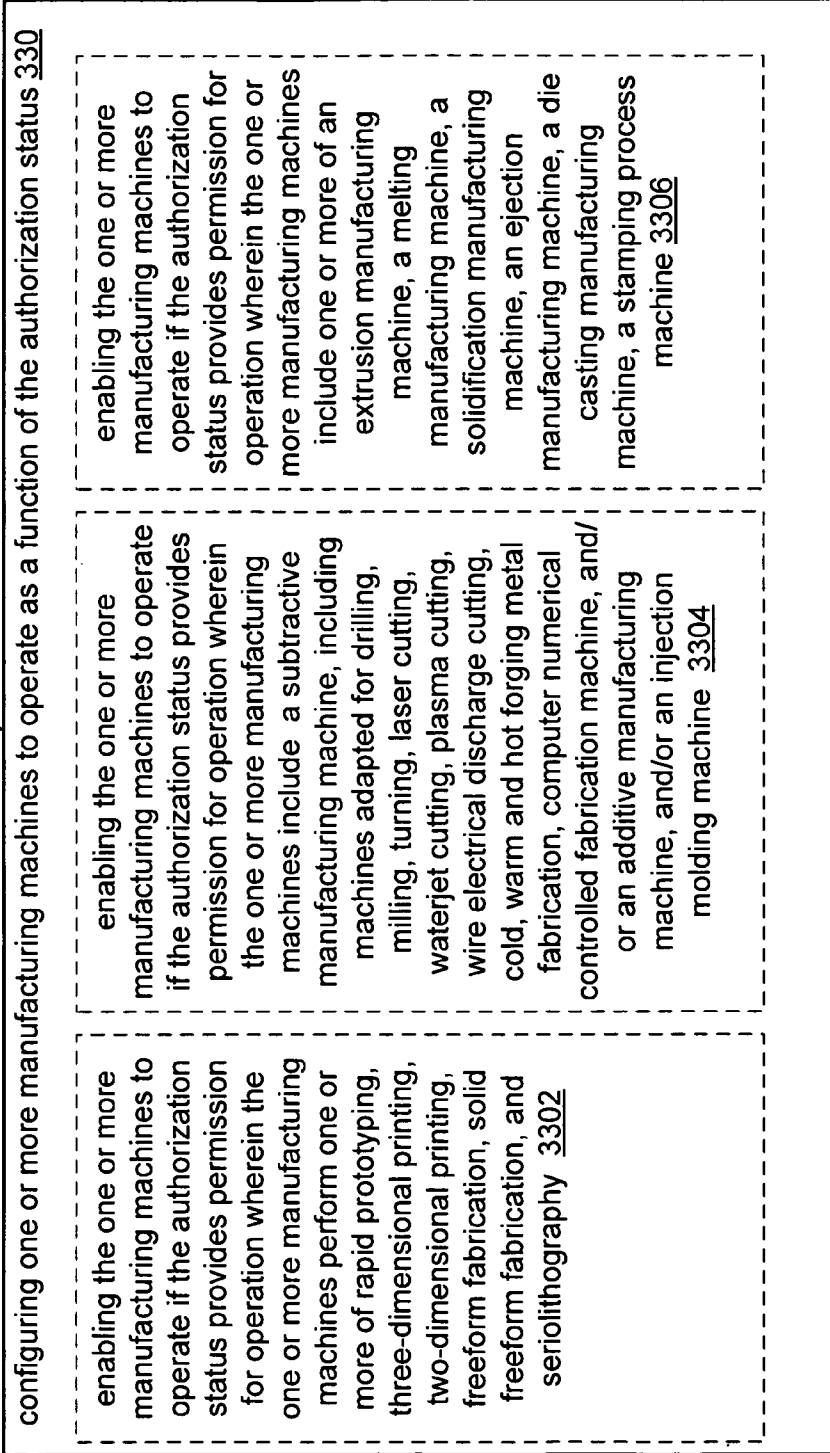 configuring one or more manufacturing machines to operate as a function of the authorization status 330
enabling the one or more
manufacturing machines to
operate if the authorization
status provides permission
for operation wherein the
one or more manufacturing
machines perform one or
more of rapid prototyping,
three-dimensional printing,
two-dimensional printing,
freeform fabrication, solid
freeform fabrication, and
seriolithography 3302
enabling the one or more
manufacturing machines to operate
if the authorization status provides
permission for operation wherein
the one or more manufacturing
machines include a subtractive
manufacturing machine, including
machines adapted for drilling,
milling, turning, laser cutting,
waterjet cutting, plasma cutting,
wire electrical discharge cutting,
cold, warm and hot forging metal
fabrication, computer numerical
controlled fabrication machine, and/
or an additive manufacturing
machine, and/or an injection
molding machine 3304
enabling the one or more
manufacturing machines to
operate if the authorization
status provides permission for
operation wherein the one or
more manufacturing machines
include one or more of an
extrusion manufacturing
machine, a melting
manufacturing machine, a
solidification manufacturing
machine, an ejection
manufacturing machine, a die
casting manufacturing
machine, a stamping process
machine 3306